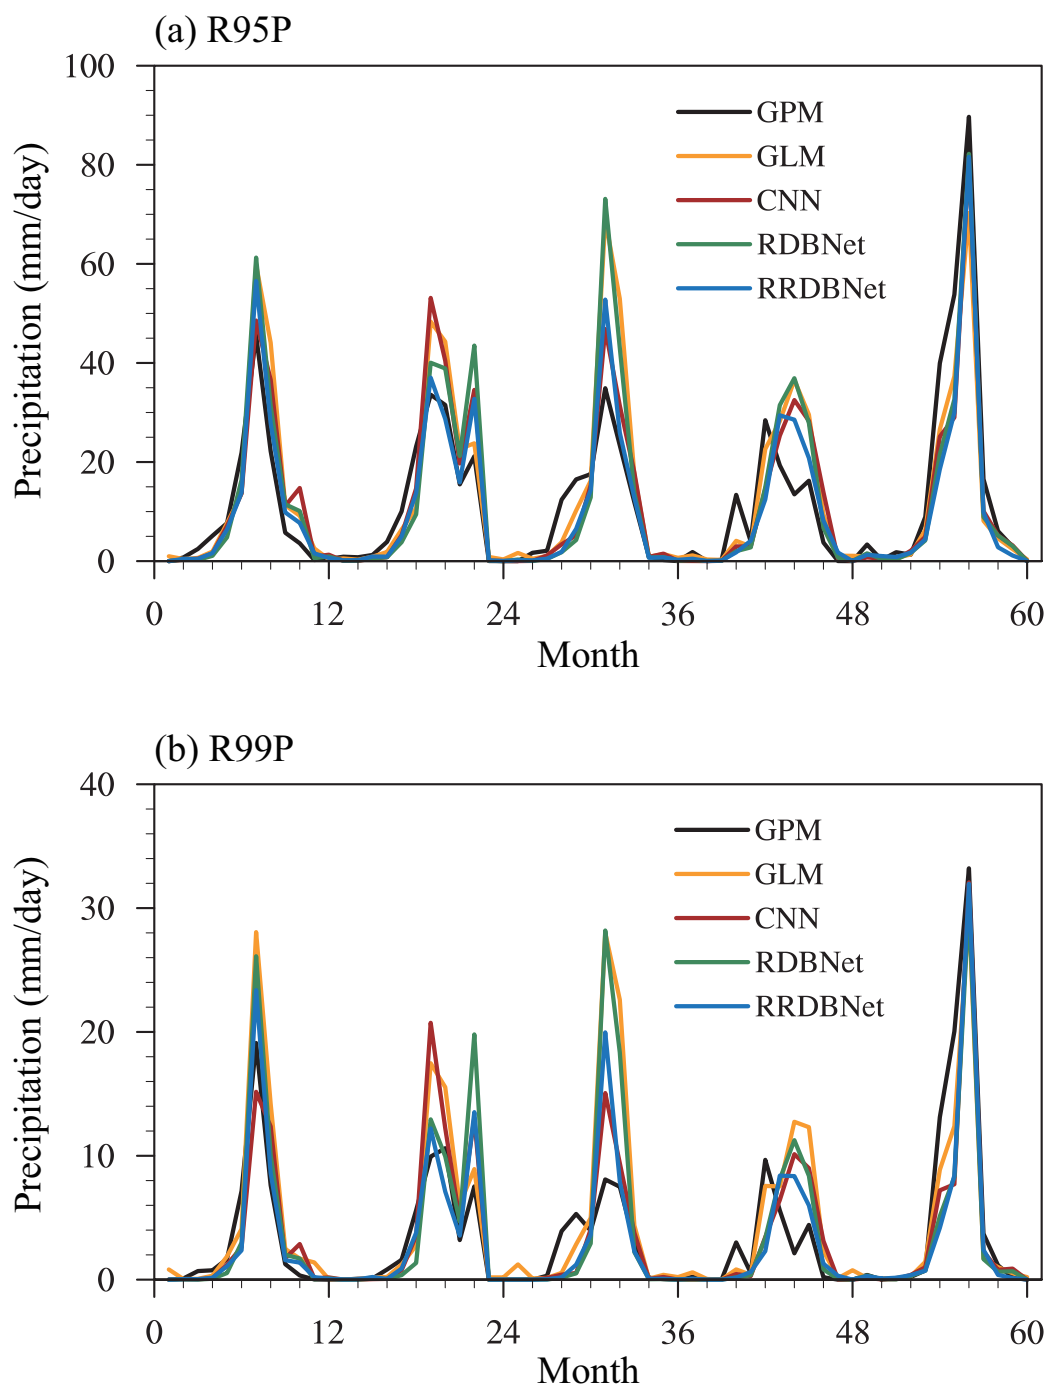 (a) R95P
100
80
60
40
20
0
Precipitation (mm/day)
GPM
GLM
CNN
RDBNet
RRDBNet
0 12 24 36 48 60
Month
(b) R99P
40
30
20
10
0
Precipitation (mm/day)
GPM
GLM
CNN
RDBNet
RRDBNet
0 12 24 36 48 60
Month